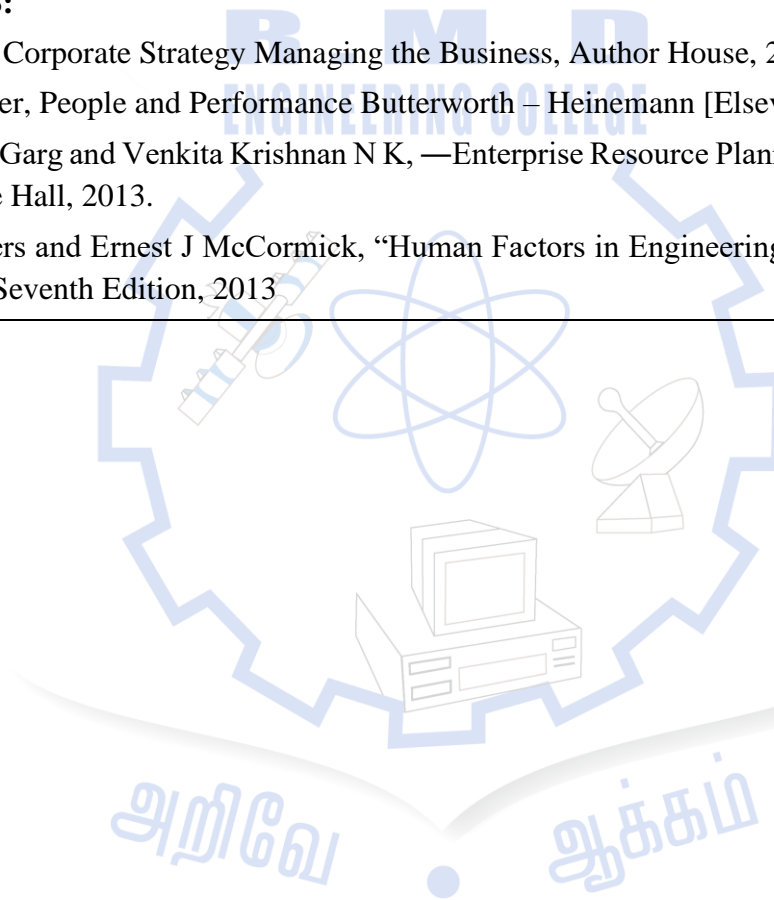 :
R M D
ENGINEERING COLLEGE
Corporate Strategy Managing the Business, Author House, 2
er, People and Performance Butterworth – Heinemann [Elsev
Garg and Venkita Krishnan N K, ―Enterprise Resource Plann
e Hall, 2013.
ers and Ernest J McCormick, “Human Factors in Engineering
Seventh Edition, 2013
அறிவே ஆக்கம்